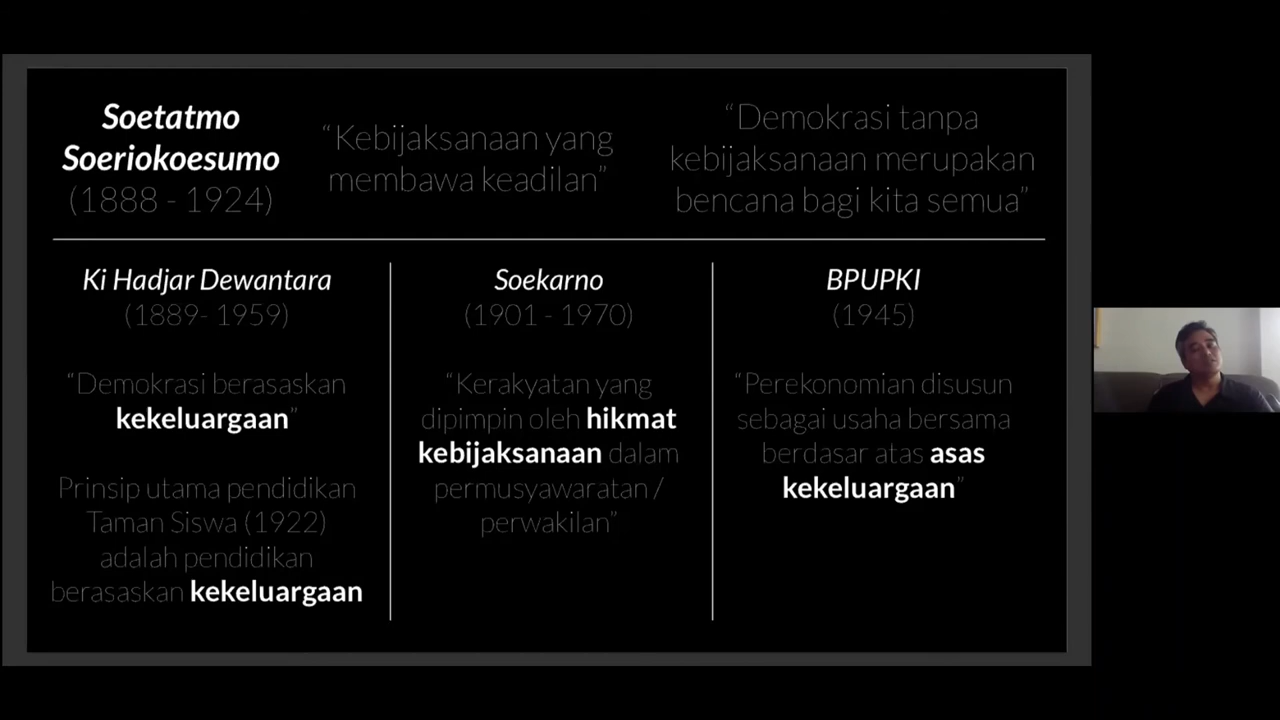 Soetatmo
Soeriokoesumo
(1888 - 1924)
“Kebijaksanaan yang
membawa keadilan”
“Demokrasi tanpa
kebijaksanaan merupakan
bencana bagi kita semua”
Ki Hadjar Dewantara
(1889- 1959)
“Demokrasi berasaskan
kekeluargaan”
Prinsip utama pendidikan
Taman Siswa (1922)
adalah pendidikan
berasaskan kekeluargaan
Soekarno
(1901 - 1970)
“Kerakyatan yang
dipimpin oleh hikmat
kebijaksanaan dalam
permusyawaratan /
perwakilan”
BPUPKI
(1945)
“Perekonomian disusun
sebagai usaha bersama
berdasar atas asas
kekeluargaan”